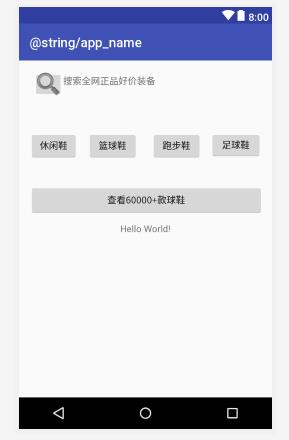 8:00
@string/app_name
搜索全网正品好价装备
休闲鞋 篮球鞋 跑步鞋 足球鞋
查看60000+款球鞋
Hello World!